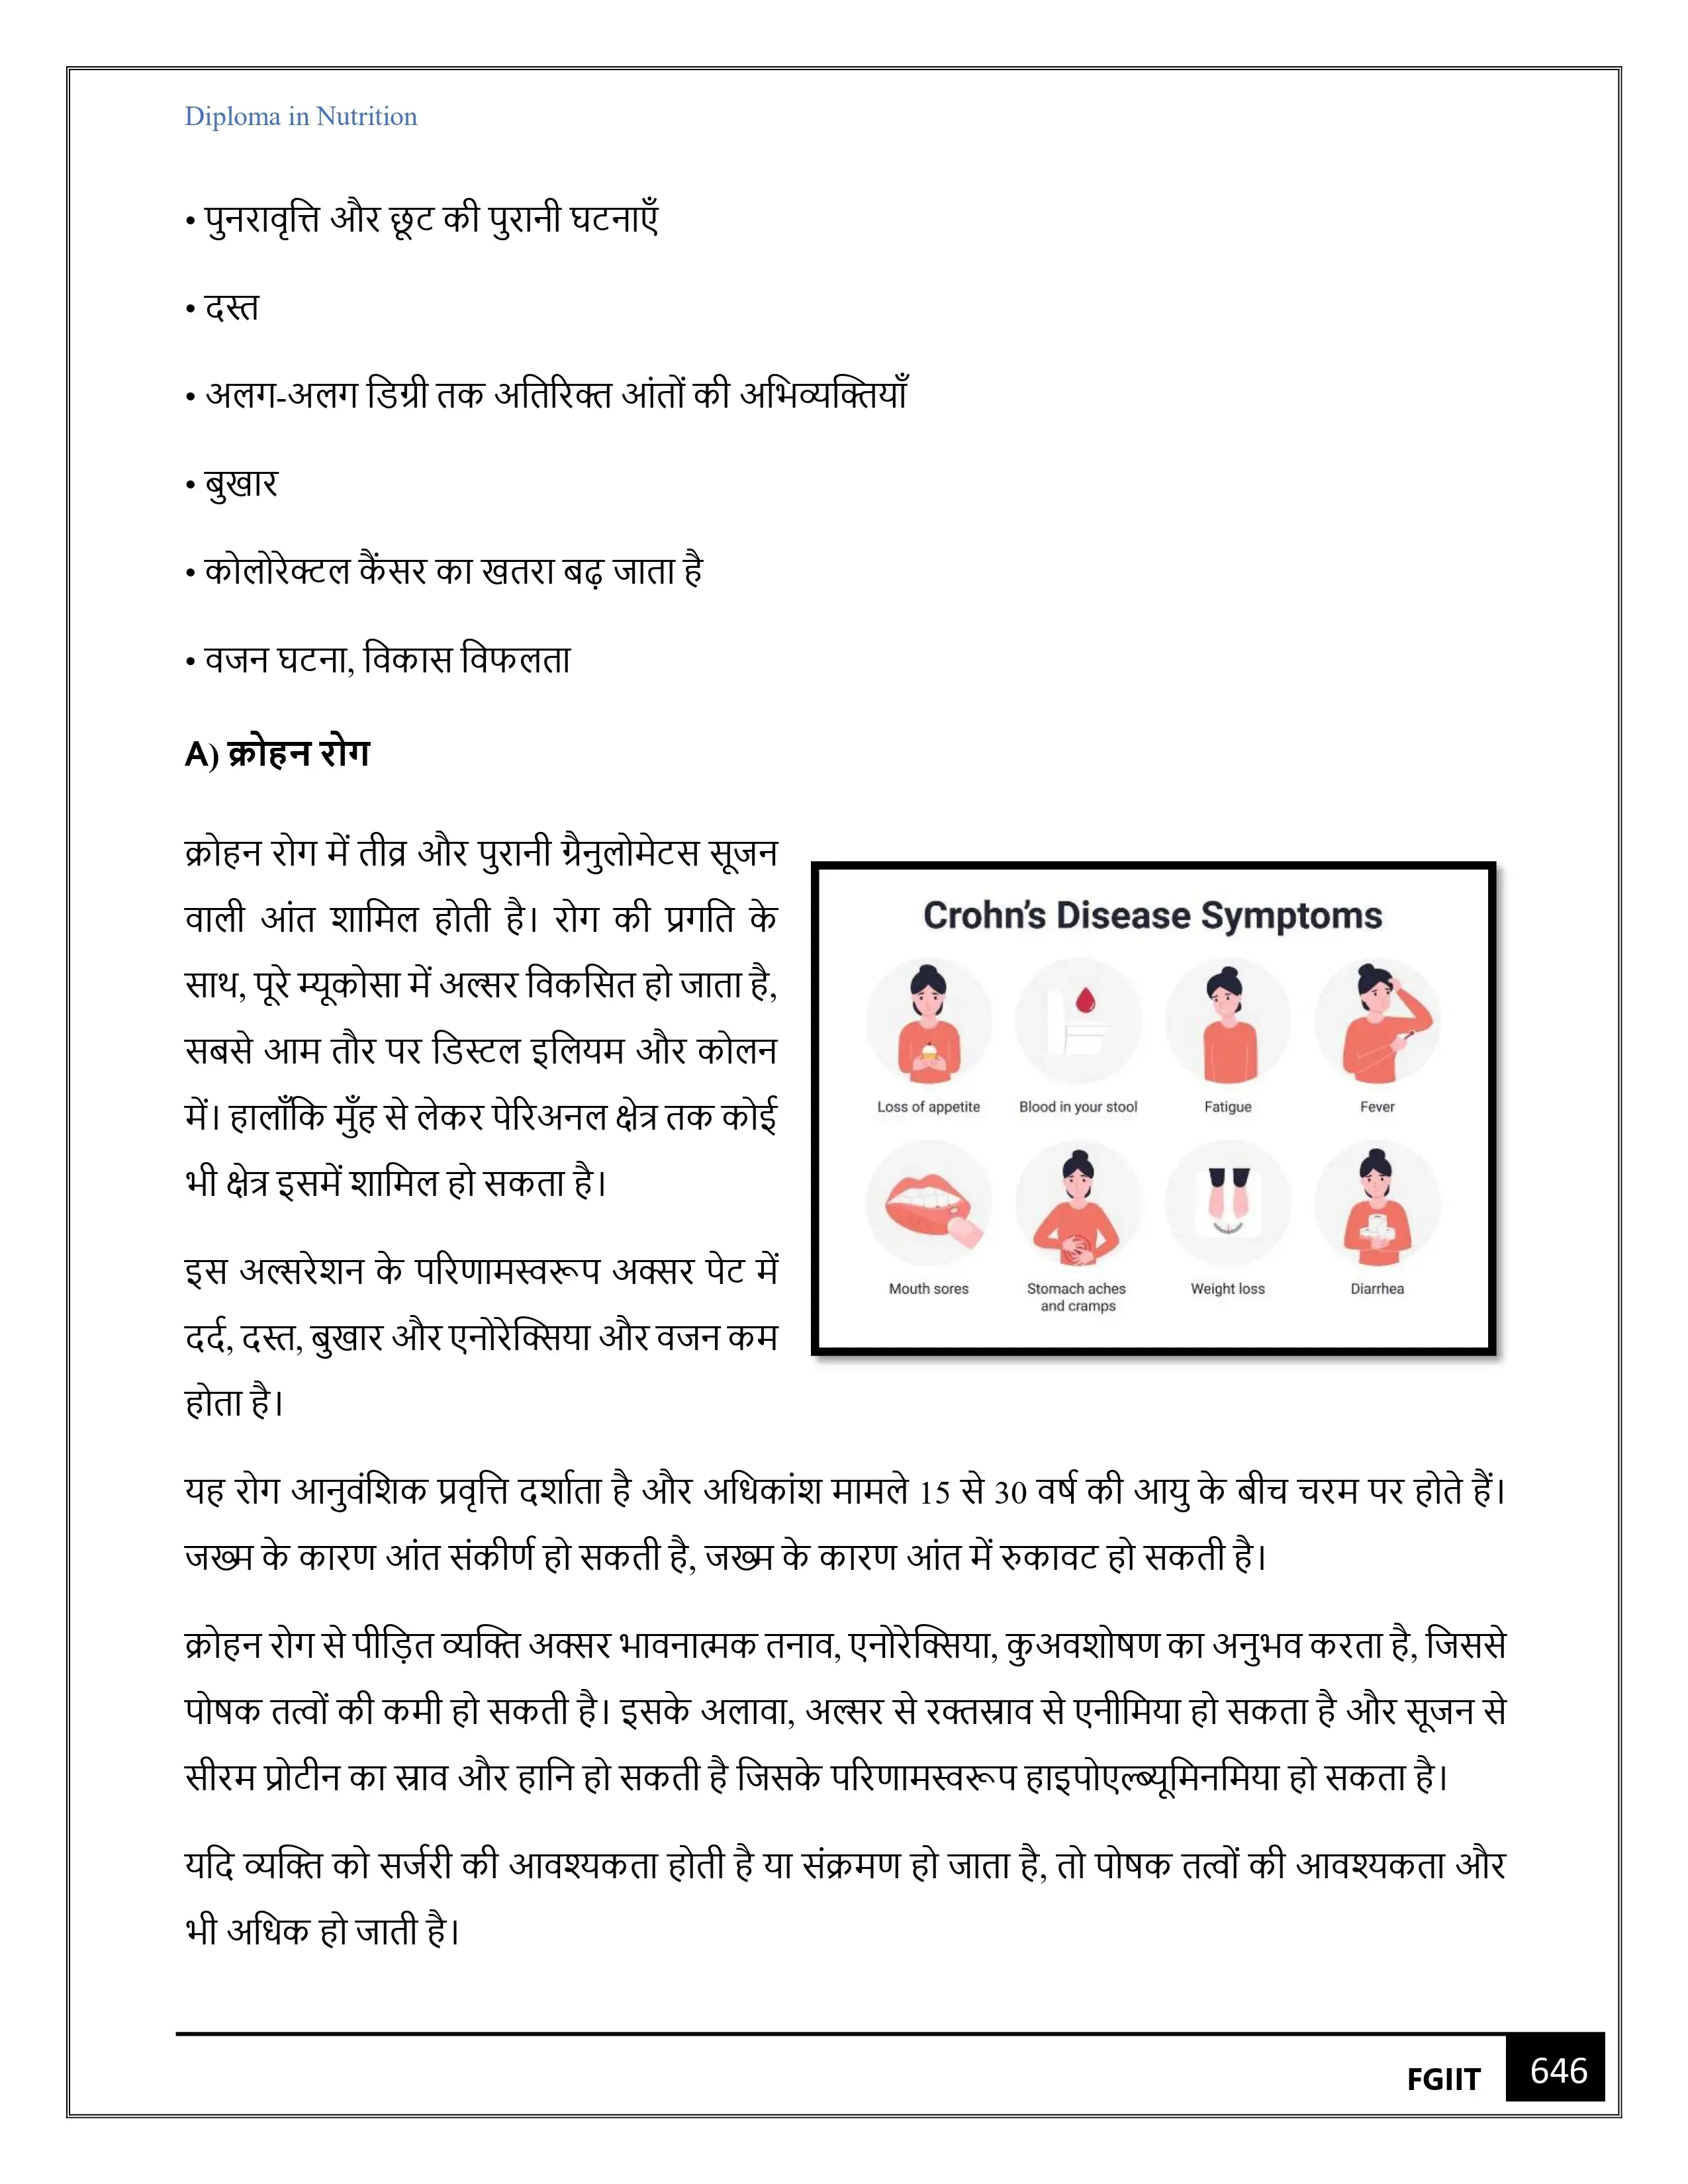 Diploma in Nutrition
• पुनरावृत्ति और छूट की पुरानी घटनाएँ
• दस्त
• अलग-अलग डिग्री तक अतिरिक्त आंतों की अभिव्यक्तियाँ
• बुखार
• कोलोरेक्टल कैंसर का खतरा बढ़ जाता है
• वजन घटना, विकास विफलता
A) क्रोहन रोग
क्रोहन रोग में तीव्र और पुरानी ग्रैनुलोमेटस सूजन
वाली आंत शामिल होती है। रोग की प्रगति के
साथ, पूरे म्यूकोसा में अल्सर विकसित हो जाता है,
सबसे आम तौर पर डिस्टल इलियम और कोलन
में। हालाँकि मुँह से लेकर पेरिअनल क्षेत्र तक कोई
भी क्षेत्र इसमें शामिल हो सकता है।
इस अल्सरेशन के परिणामस्वरूप अक्सर पेट में
दर्द, दस्त, बुखार और एनोरेक्सिया और वजन कम
होता है।
Crohn's Disease Symptoms
Loss of appetite
Blood in your stool
Fatigue
Fever
Mouth sores
Stomach aches
and cramps
Weight loss
Diarrhea
यह रोग आनुवंशिक प्रवृत्ति दर्शाता है और अधिकांश मामले 15 से 30 वर्ष की आयु के बीच चरम पर होते हैं।
जख्म के कारण आंत संकीर्ण हो सकती है, जख्म के कारण आंत में रुकावट हो सकती है।
क्रोहन रोग से पीड़ित व्यक्ति अक्सर भावनात्मक तनाव, एनोरेक्सिया, कुअवशोषण का अनुभव करता है, जिससे
पोषक तत्वों की कमी हो सकती है। इसके अलावा, अल्सर से रक्तस्राव से एनीमिया हो सकता है और सूजन से
सीरम प्रोटीन का स्राव और हानि हो सकती है जिसके परिणामस्वरूप हाइपोएल्ब्यूमिनमिया हो सकता है।
यदि व्यक्ति को सर्जरी की आवश्यकता होती है या संक्रमण हो जाता है, तो पोषक तत्वों की आवश्यकता और
भी अधिक हो जाती है।
FGIIT 646